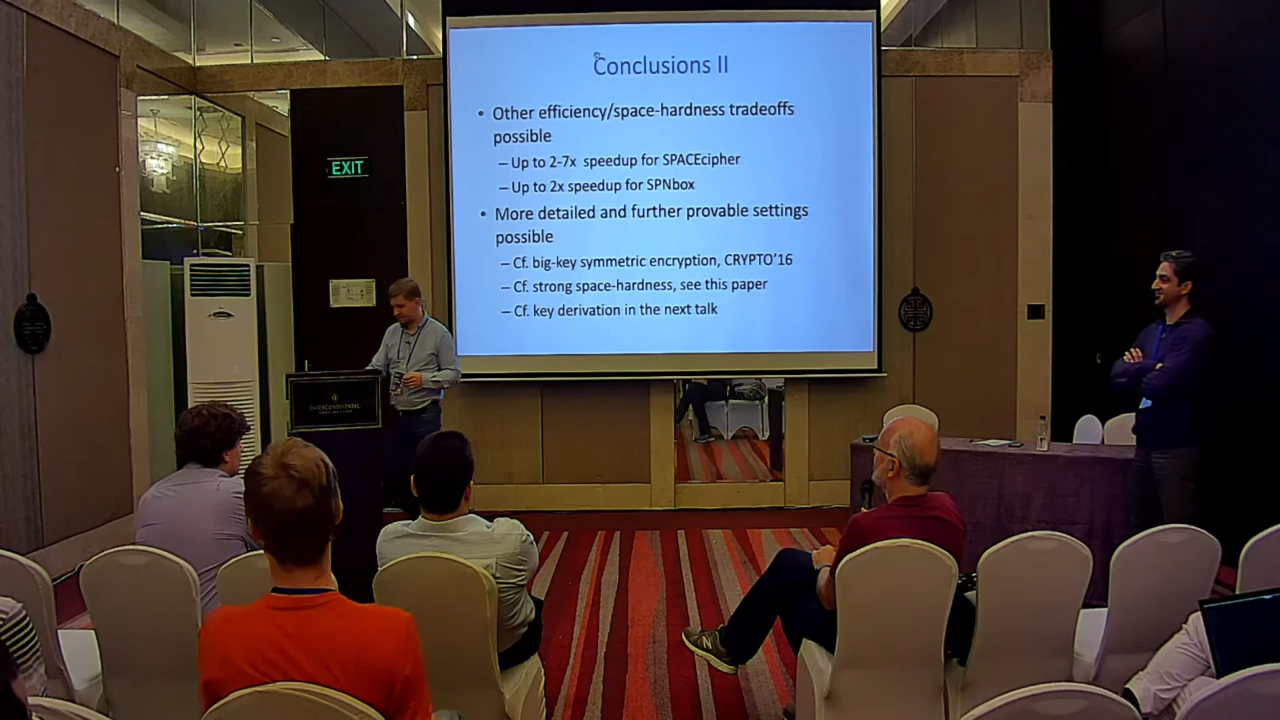 Conclusions II
• Other efficiency/space-hardness tradeoffs
possible
– Up to 2-7x speedup for SPACEcipher
– Up to 2x speedup for SPNbox
• More detailed and further provable settings
possible
– Cf. big-key symmetric encryption, CRYPTO'16
– Cf. strong space-hardness, see this paper
– Cf. key derivation in the next talk
EXIT
INTERCONTINENTAL